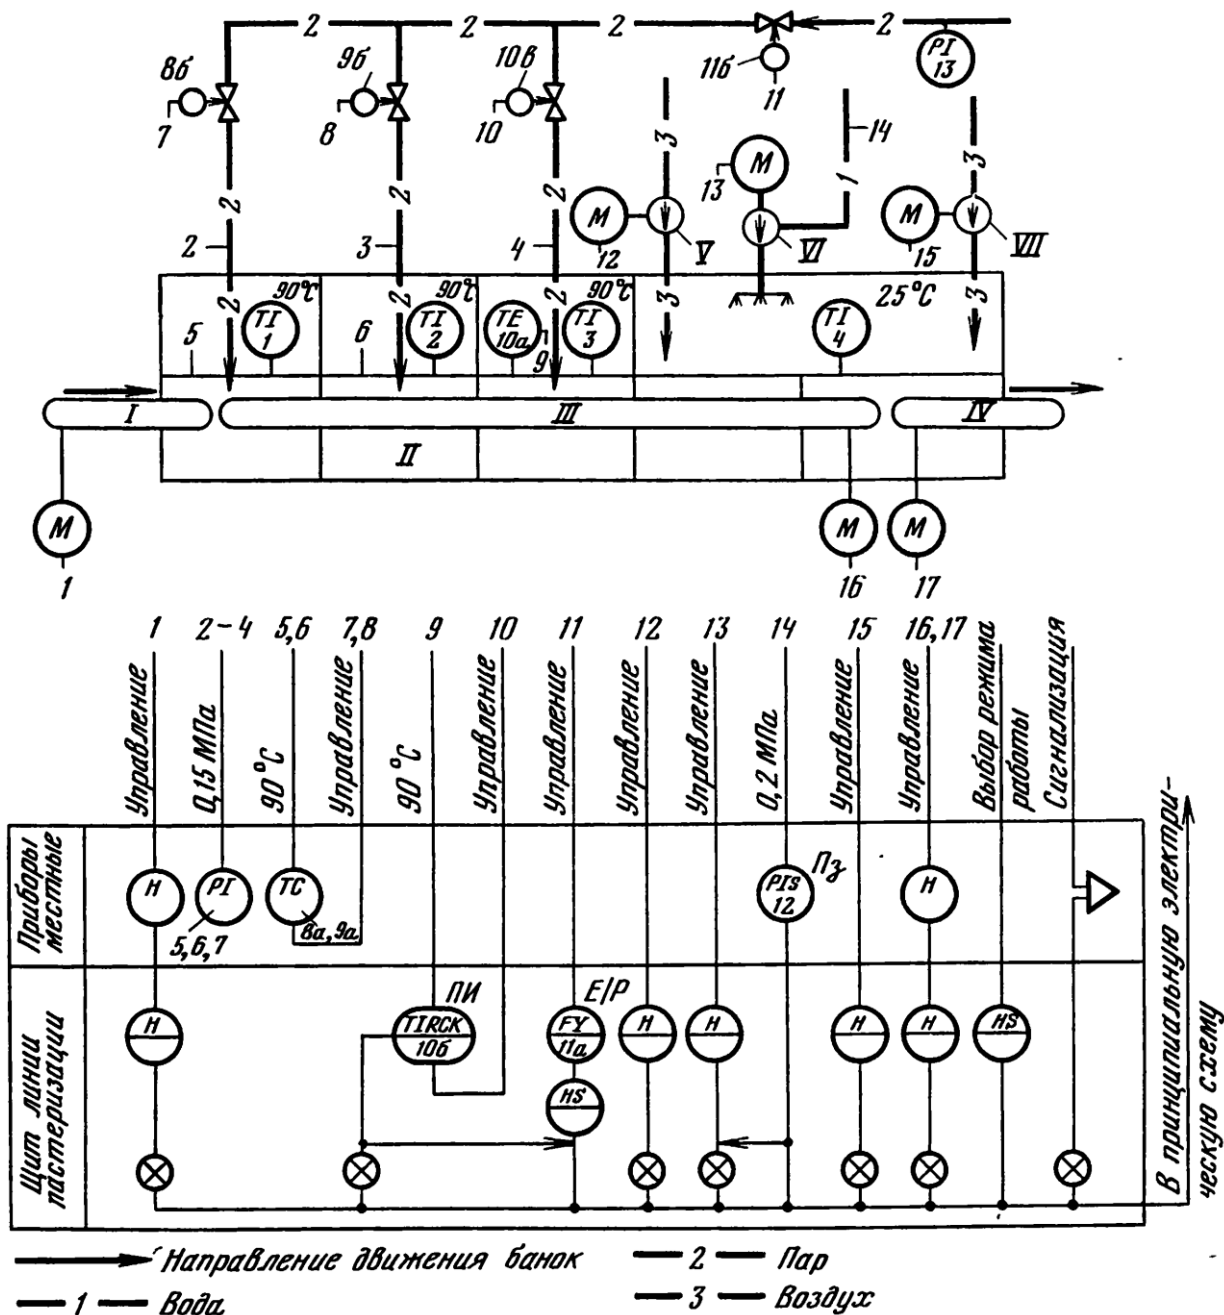 2 2 2 2
8б 9б 10в 11б PI 13
7 8 10 11
3 14 3
13 M 1
2 2 2
M 12 V VI M 15 VII
2 3 4
90°C 90°C 90°C 25°C
2 2 2 3 3
5 TI 1 6 TI 2 TE 10а 9 TI 3 TI 4
I III IV
II
M M M
1 16 17
1 2-4 5,6 7,8 9 10 11 12 13 14 15 16,17
Управление
0,15 МПа
90°C
Управление
90°C
Управление
Управление
Управление
Управление
0,2 МПа
Управление
Управление
Выбор режима
работы
Сигнализация
Приборы
местные
H PI TC PIS 12 Пз H
5,6,7 8а, 9а
Щит линии
пастеризации
ПИ E/P
H TIRCK 10б FY 11а H H H H HS
HS
В принципиальную электри-
ческую схему
Направление движения банок
2 Пар
1 Вода
3 Воздух